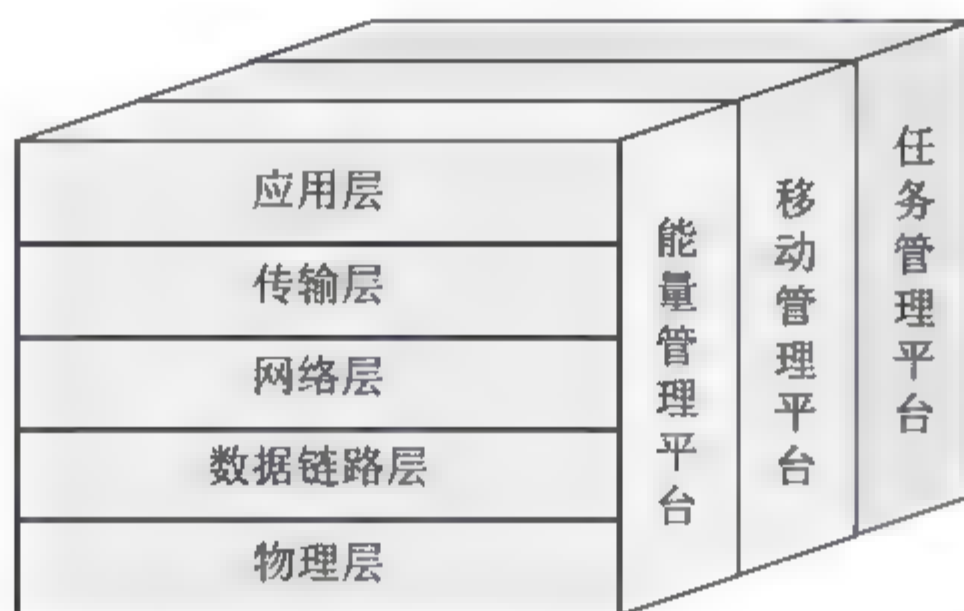 应用层
传输层
网络层
数据链路层
物理层
能量管理平台
移动管理平台
任务管理平台